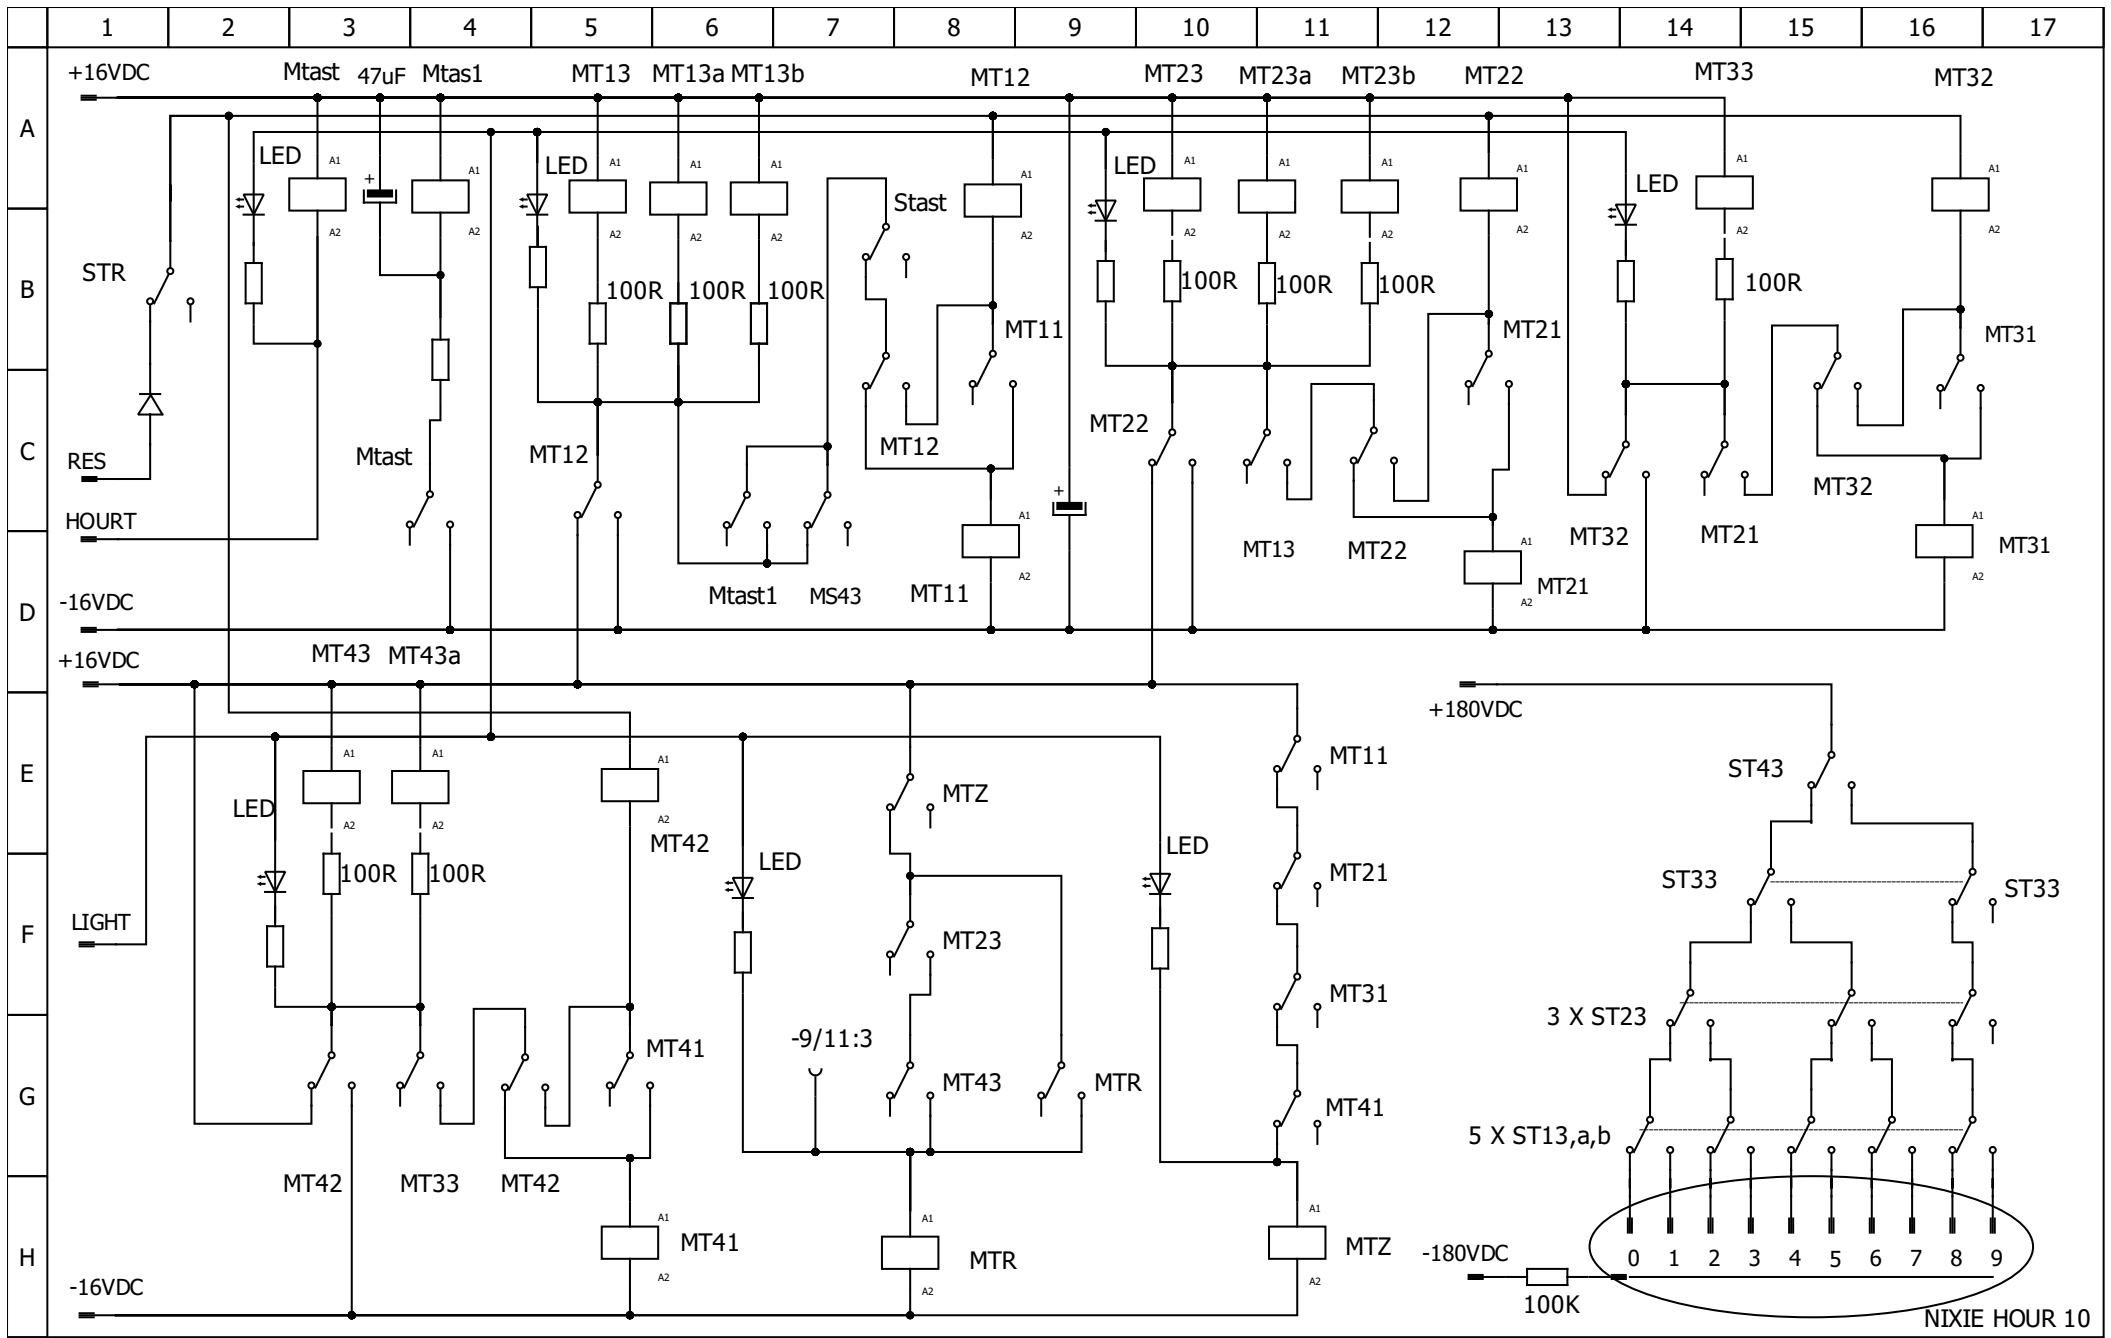 1 2 3 4 5 6 7 8 9 10 11 12 13 14 15 16 17
+16VDC Mtast 47uF Mtas1 MT13 MT13a MT13b MT12 MT23 MT23a MT23b MT22 MT33 MT32
A
LED A1 + A1 LED A1 A1 A1 A1 LED A1 A1 A1 A1 LED A1 A1
Stast
A2 A2 A2 A2 A2 A2 A2 A2 A2 A2 A2 A2
B
STR 100R 100R 100R 100R 100R 100R 100R
MT11 MT21 MT31
C
RES Mtast MT12 MT12 MT22 MT32
HOURT + A1 MT13 MT22 A1 MT32 MT21 A1 MT31
A2 A2 A2
D
-16VDC Mtast1 MS43 MT11 MT21
+16VDC MT43 MT43a
+180VDC
E
A1 A1 A1 MT11 ST43
LED A2 A2 A2 MTZ
MT42 LED LED
100R 100R MT21 ST33 ST33
F
LIGHT MT23
MT31 3 X ST23
-9/11:3 MT41
G
MT43 MTR MT41
5 X ST13,a,b
MT42 MT33 MT42
H
A1 MT41 A1 MTR A1 MTZ -180VDC 0 1 2 3 4 5 6 7 8 9
A2 A2 A2
-16VDC 100K
NIXIE HOUR 10